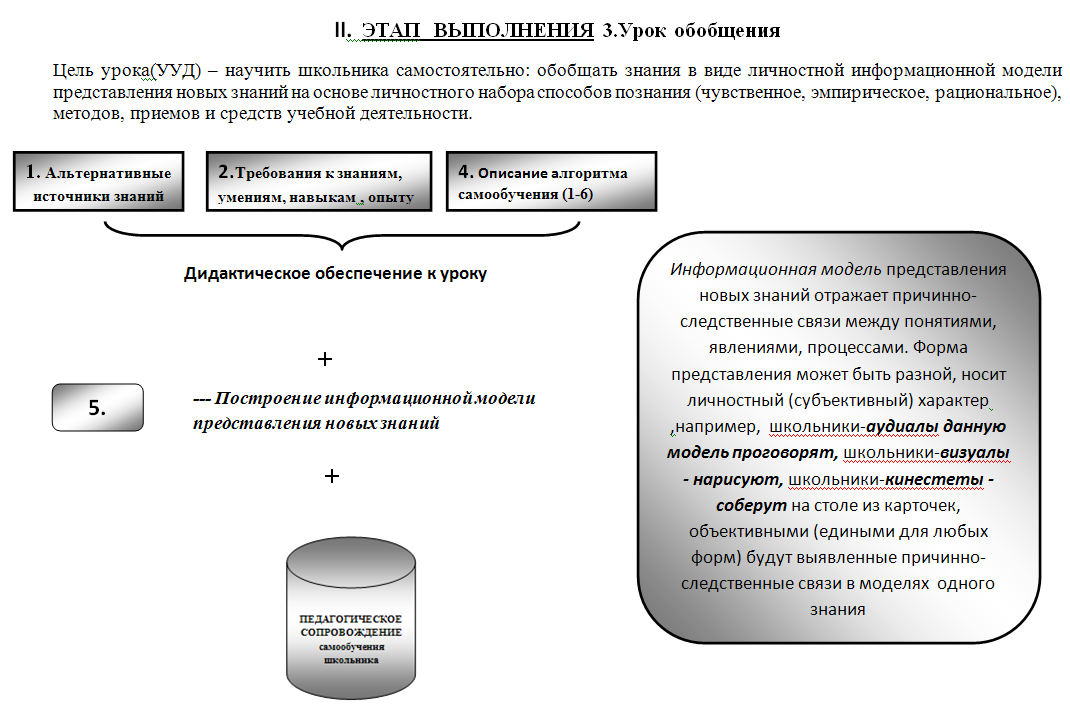 II. ЭТАП ВЫПОЛНЕНИЯ 3.Урок обобщения
Цель урока(УУД) – научить школьника самостоятельно: обобщать знания в виде личностной информационной модели
представления новых знаний на основе личностного набора способов познания (чувственное, эмпирическое, рациональное),
методов, приемов и средств учебной деятельности.
1. Альтернативные
источники знаний
2.Требования к знаниям,
умениям, навыкам , опыту
4. Описание алгоритма
самообучения (1-6)
Дидактическое обеспечение к уроку
+
5.
--- Построение информационной модели
представления новых знаний
+
ПЕДАГОГИЧЕСКОЕ
СОПРОВОЖДЕНИЕ
самообучения
школьника
Информационная модель представления
новых знаний отражает причинно-
следственные связи между понятиями,
явлениями, процессами. Форма
представления может быть разной, носит
личностный (субъективный) характер
,например, школьники-аудиалы данную
модель проговорят, школьники-визуалы
- нарисуют, школьники-кинестеты -
соберут на столе из карточек,
объективными (едиными для любых
форм) будут выявленные причинно-
следственные связи в моделях одного
знания